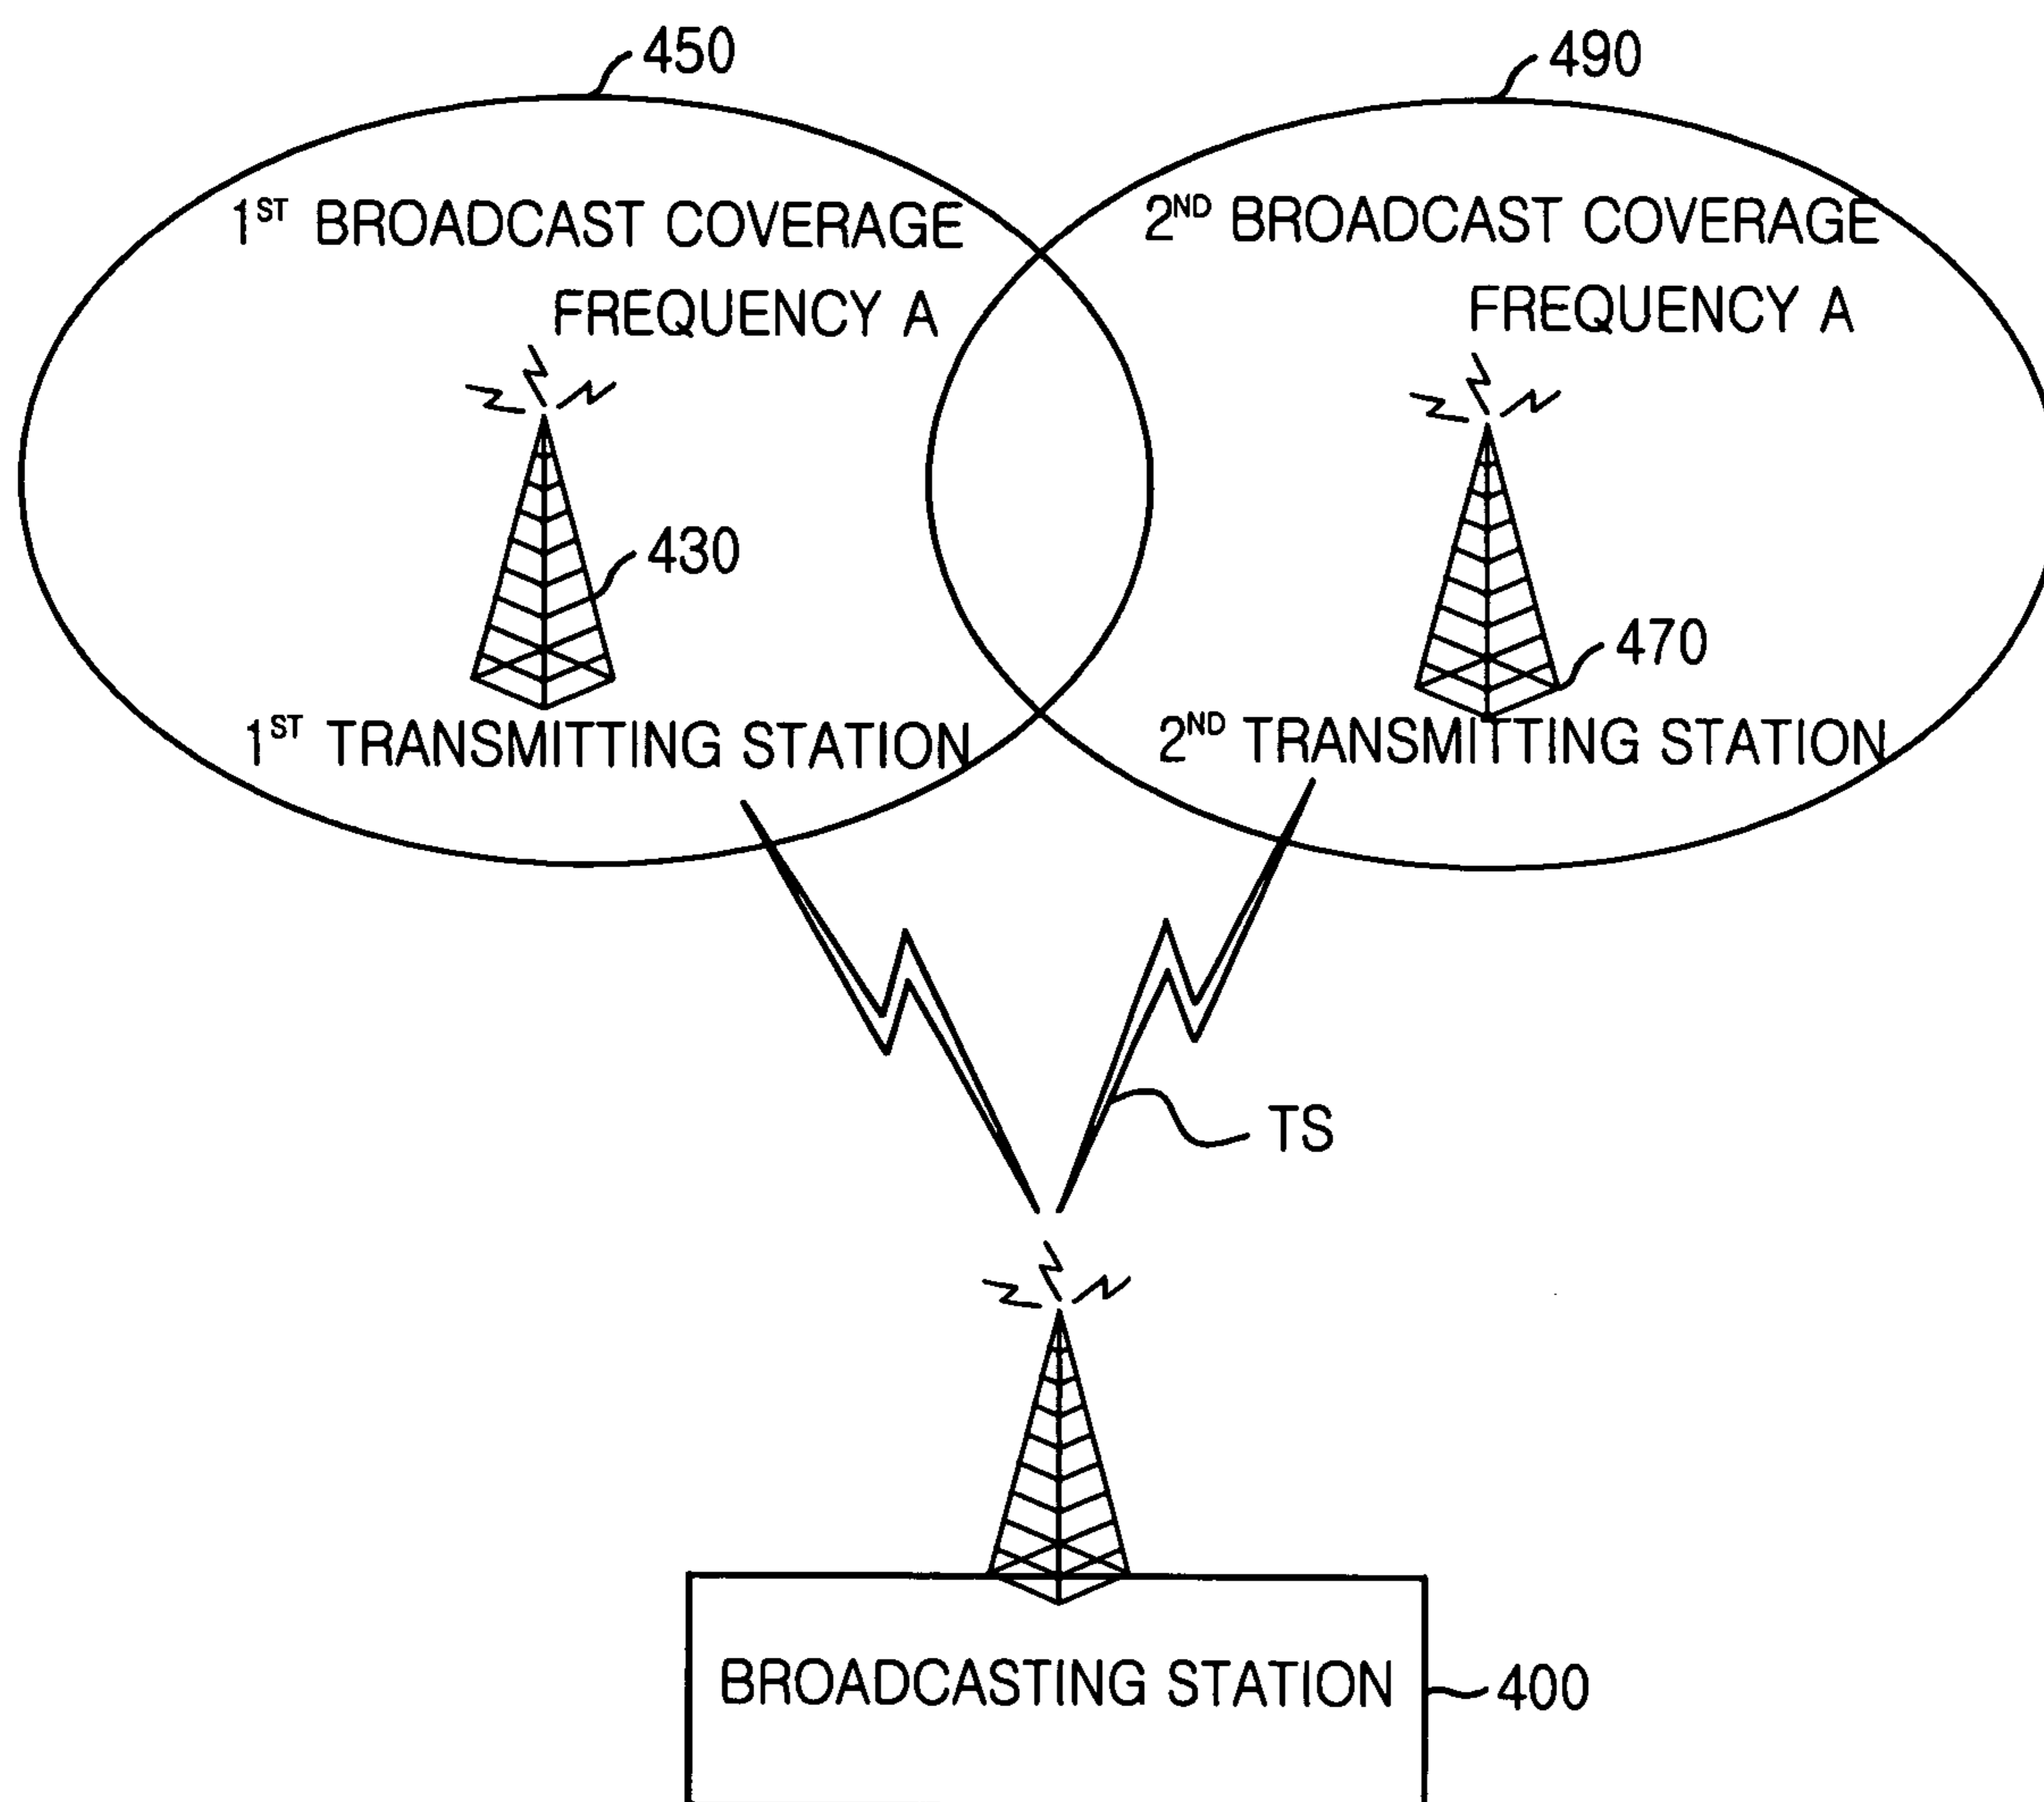 450
490
1ST BROADCAST COVERAGE
2ND BROADCAST COVERAGE
FREQUENCY A
FREQUENCY A
430
470
1ST TRANSMITTING STATION
2ND TRANSMITTING STATION
TS
BROADCASTING STATION
400